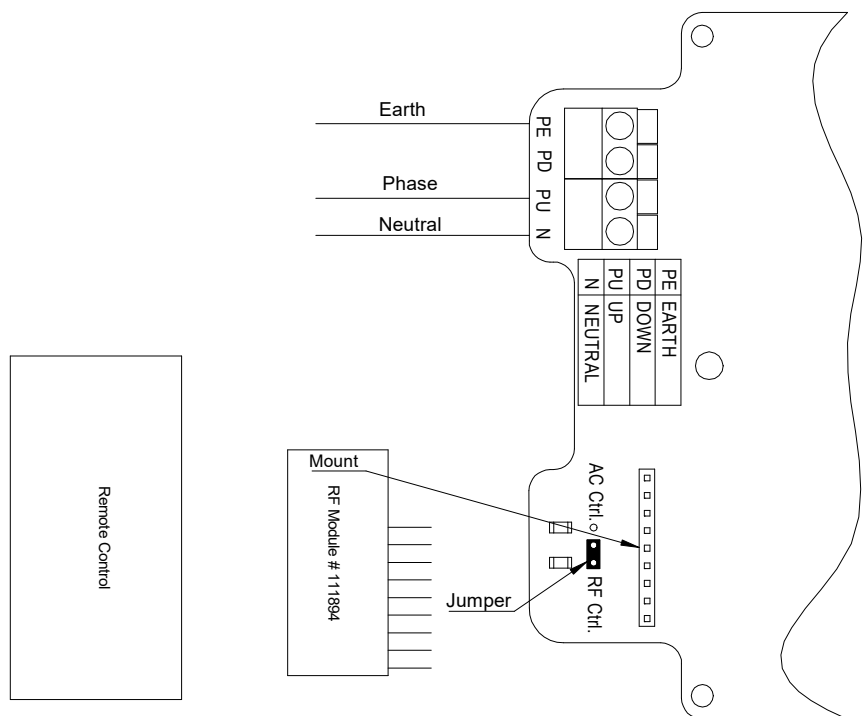 Earth
Phase
Neutral
PE
PD
PU
N
PE EARTH
PD DOWN
PU UP
N NEUTRAL
Mount
AC Ctrl.
RF Ctrl.
Jumper
RF Module # 111894
Remote Control